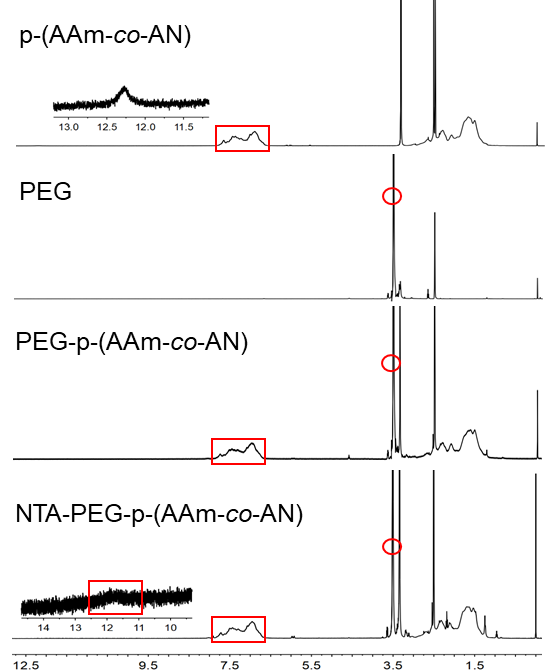 p-(AAm-co-AN)
13.0 12.5 12.0 11.5
PEG
PEG-p-(AAm-co-AN)
NTA-PEG-p-(AAm-co-AN)
14 13 12 11 10
12.5 9.5 7.5 5.5 3.5 1.5